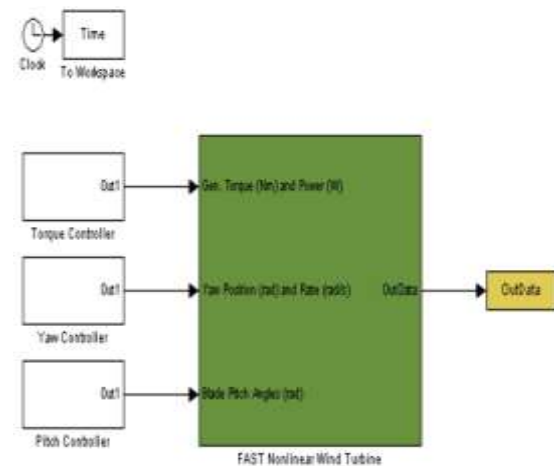 Time
Clock
To Workspace
Out1
Gen. Torque (Nm) and Power (W)
Torque Controller
Out1
Yaw Position (rad) and Rate (rad/s)
OutData
OutData
Yaw Controller
Out1
Blade Pitch Angles (rad)
Pitch Controller
FAST Nonlinear Wind Turbine